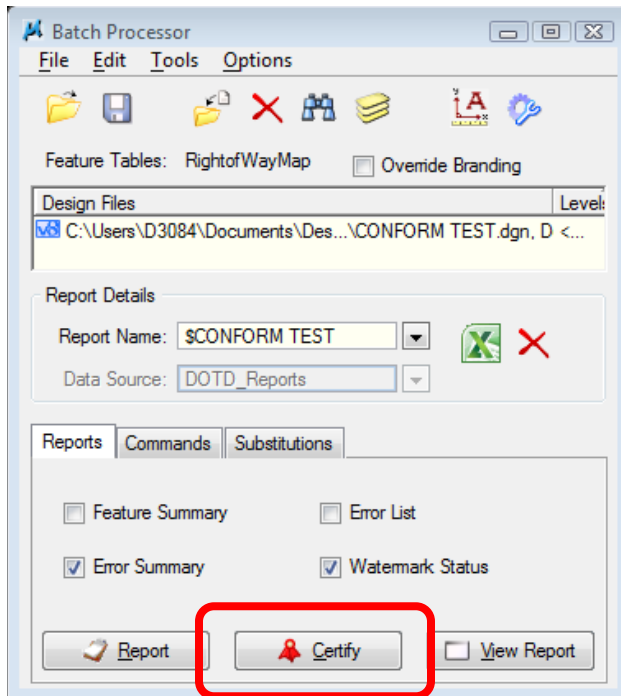 Batch Processor
File Edit Tools Options
Feature Tables: RightofWayMap Override Branding
Design Files Levels
C:\Users\D3084\Documents\Des...\CONFORM TEST.dgn, D <...
Report Details
Report Name: $CONFORM TEST
Data Source: DOTD_Reports
Reports Commands Substitutions
Feature Summary Error List
Error Summary Watermark Status
Report Certify View Report